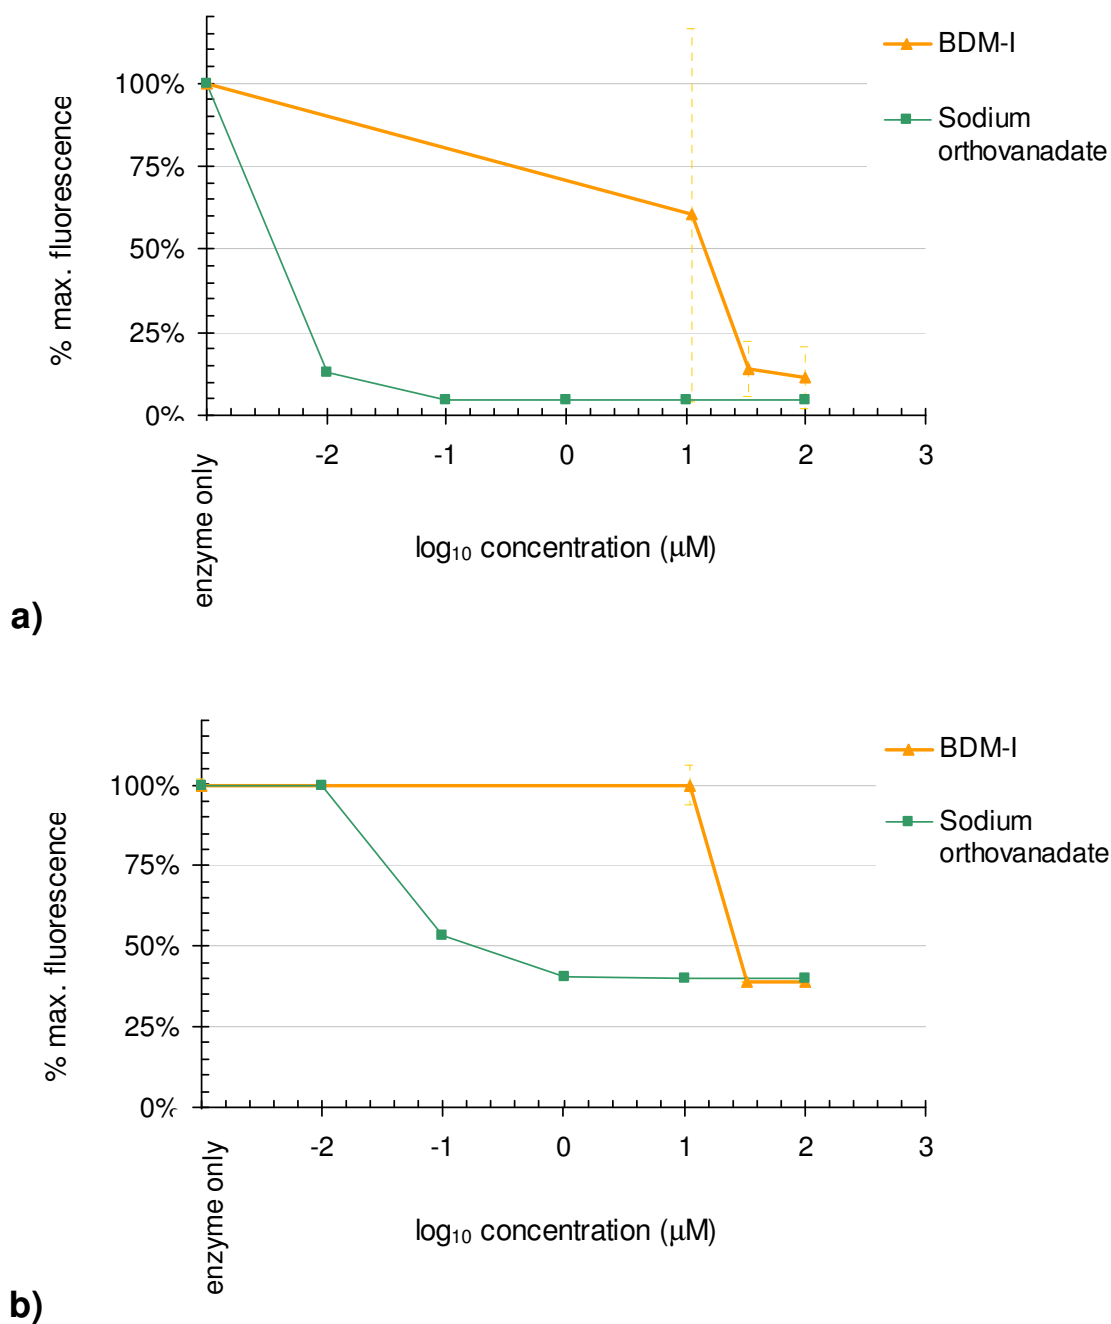 BDM-I
Sodium
orthovanadate
100%
75%
50%
25%
0%
% max. fluorescence
-2 -1 0 1 2 3
enzyme only
log₁₀ concentration (μM)
a)
BDM-I
Sodium
orthovanadate
100%
75%
50%
25%
0%
% max. fluorescence
-2 -1 0 1 2 3
enzyme only
log₁₀ concentration (μM)
b)